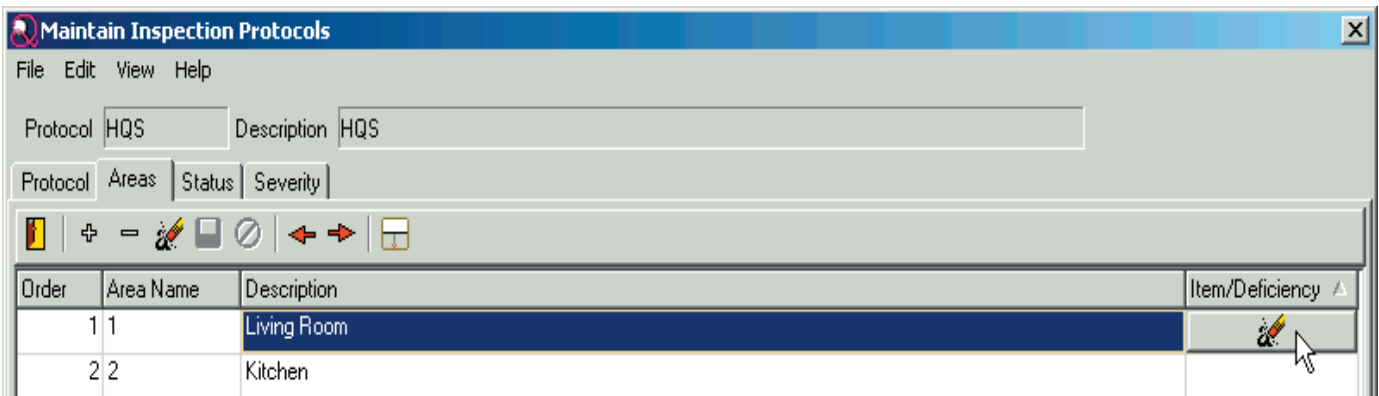 Maintain Inspection Protocols
File Edit View Help
Protocol HQS Description HQS
Protocol Areas Status Severity
Order Area Name Description Item/Deficiency
1 1 Living Room
2 2 Kitchen